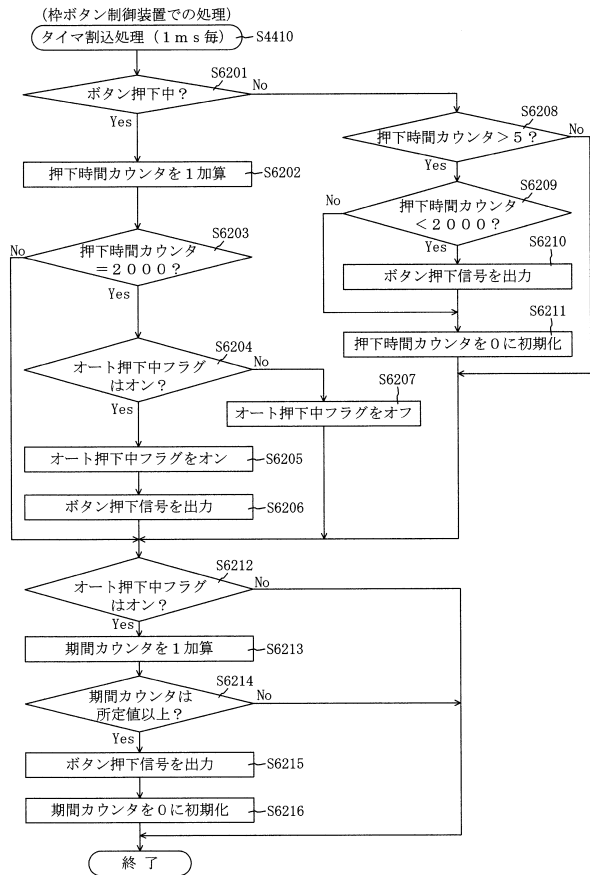 (枠ボタン制御装置での処理)
タイマ割込処理(1ms毎)
S4410
S6201
ボタン押下中?
No
Yes
押下時間カウンタを1加算
S6202
S6203
押下時間カウンタ
=2000?
No
Yes
S6204
オート押下中フラグ
はオン?
No
Yes
オート押下中フラグをオン
S6205
ボタン押下信号を出力
S6206
S6207
オート押下中フラグをオフ
S6208
押下時間カウンタ>5?
No
Yes
S6209
押下時間カウンタ
<2000?
No
Yes
S6210
ボタン押下信号を出力
S6211
押下時間カウンタを0に初期化
S6212
オート押下中フラグ
はオン?
No
Yes
期間カウンタを1加算
S6213
S6214
期間カウンタは
所定値以上?
No
Yes
ボタン押下信号を出力
S6215
期間カウンタを0に初期化
S6216
終了